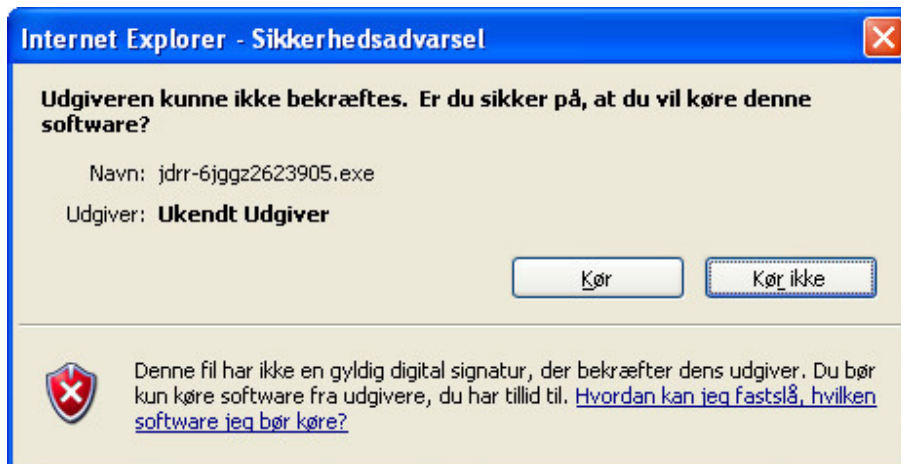 Internet Explorer - Sikkerhedsadvarsel
Udgiveren kunne ikke bekræftes. Er du sikker på, at du vil køre denne
software?
Navn: jdrr-6jggz2623905.exe
Udgiver: Ukendt Udgiver
Kør
Kør ikke
Denne fil har ikke en gyldig digital signatur, der bekræfter dens udgiver. Du bør
kun køre software fra udgivere, du har tillid til. Hvordan kan jeg fastslå, hvilken
software jeg bør køre?